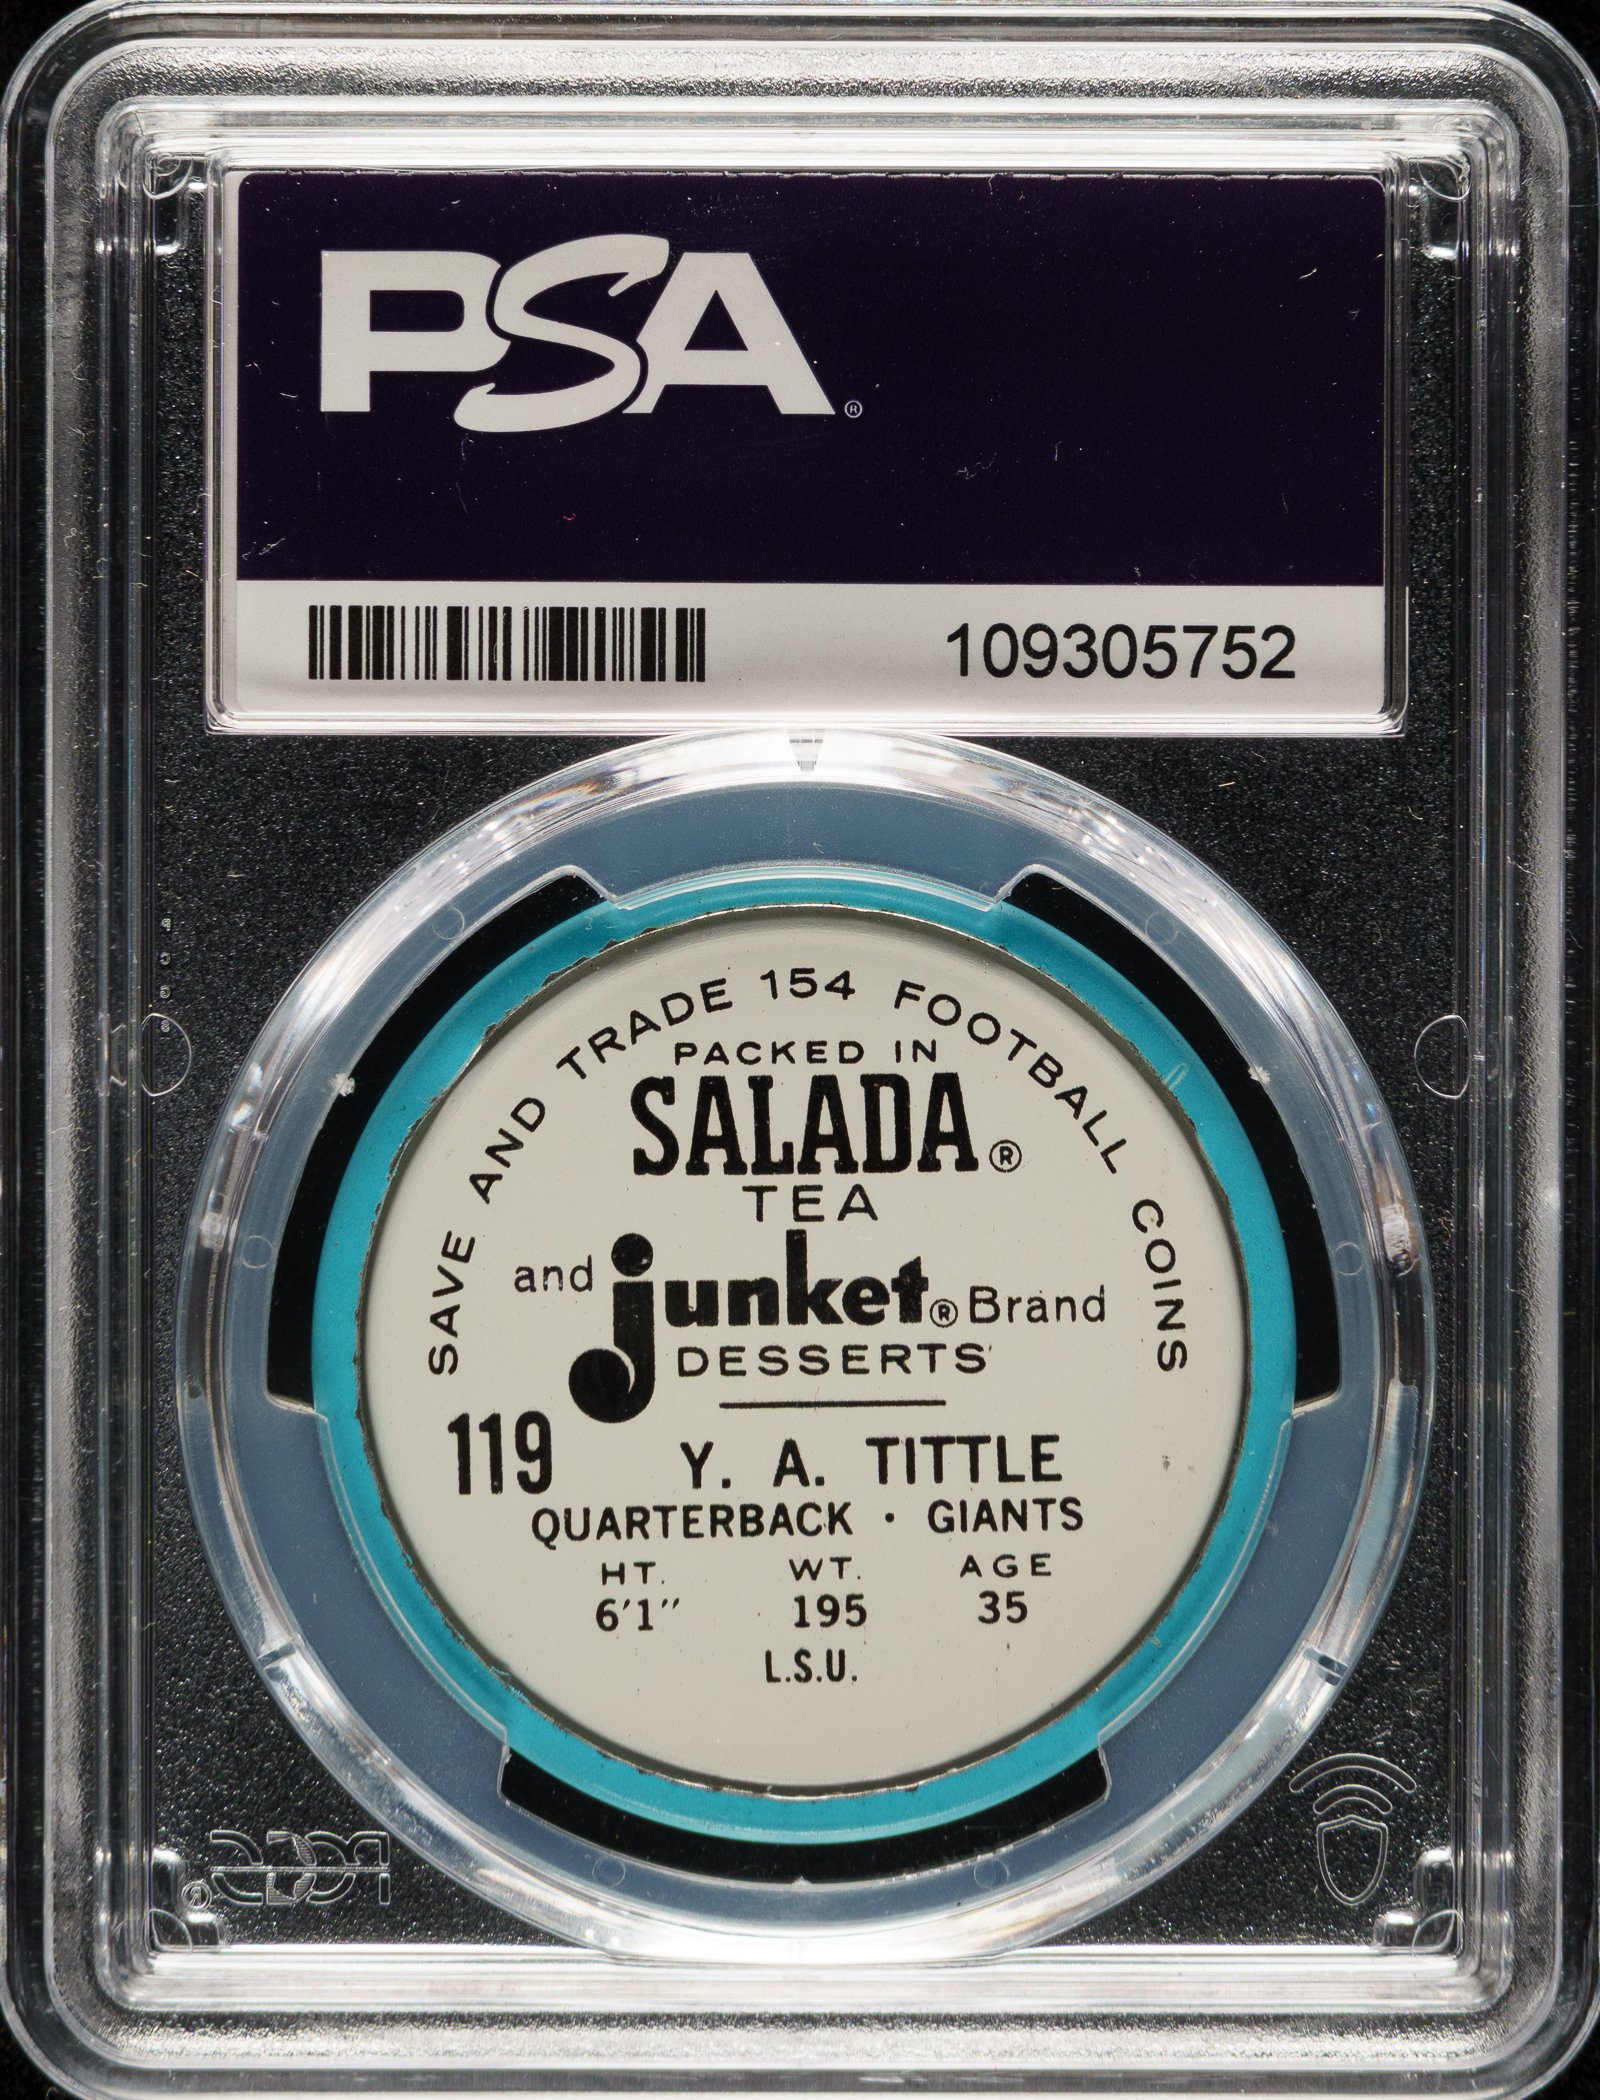 PSA®
109305752
SAVE AND TRADE 154 FOOTBALL COINS
PACKED IN
SALADA®
TEA
and junket® Brand
DESSERTS
119
Y. A. TITTLE
QUARTERBACK · GIANTS
HT. WT. AGE
6'1" 195 35
L.S.U.
PCGS®